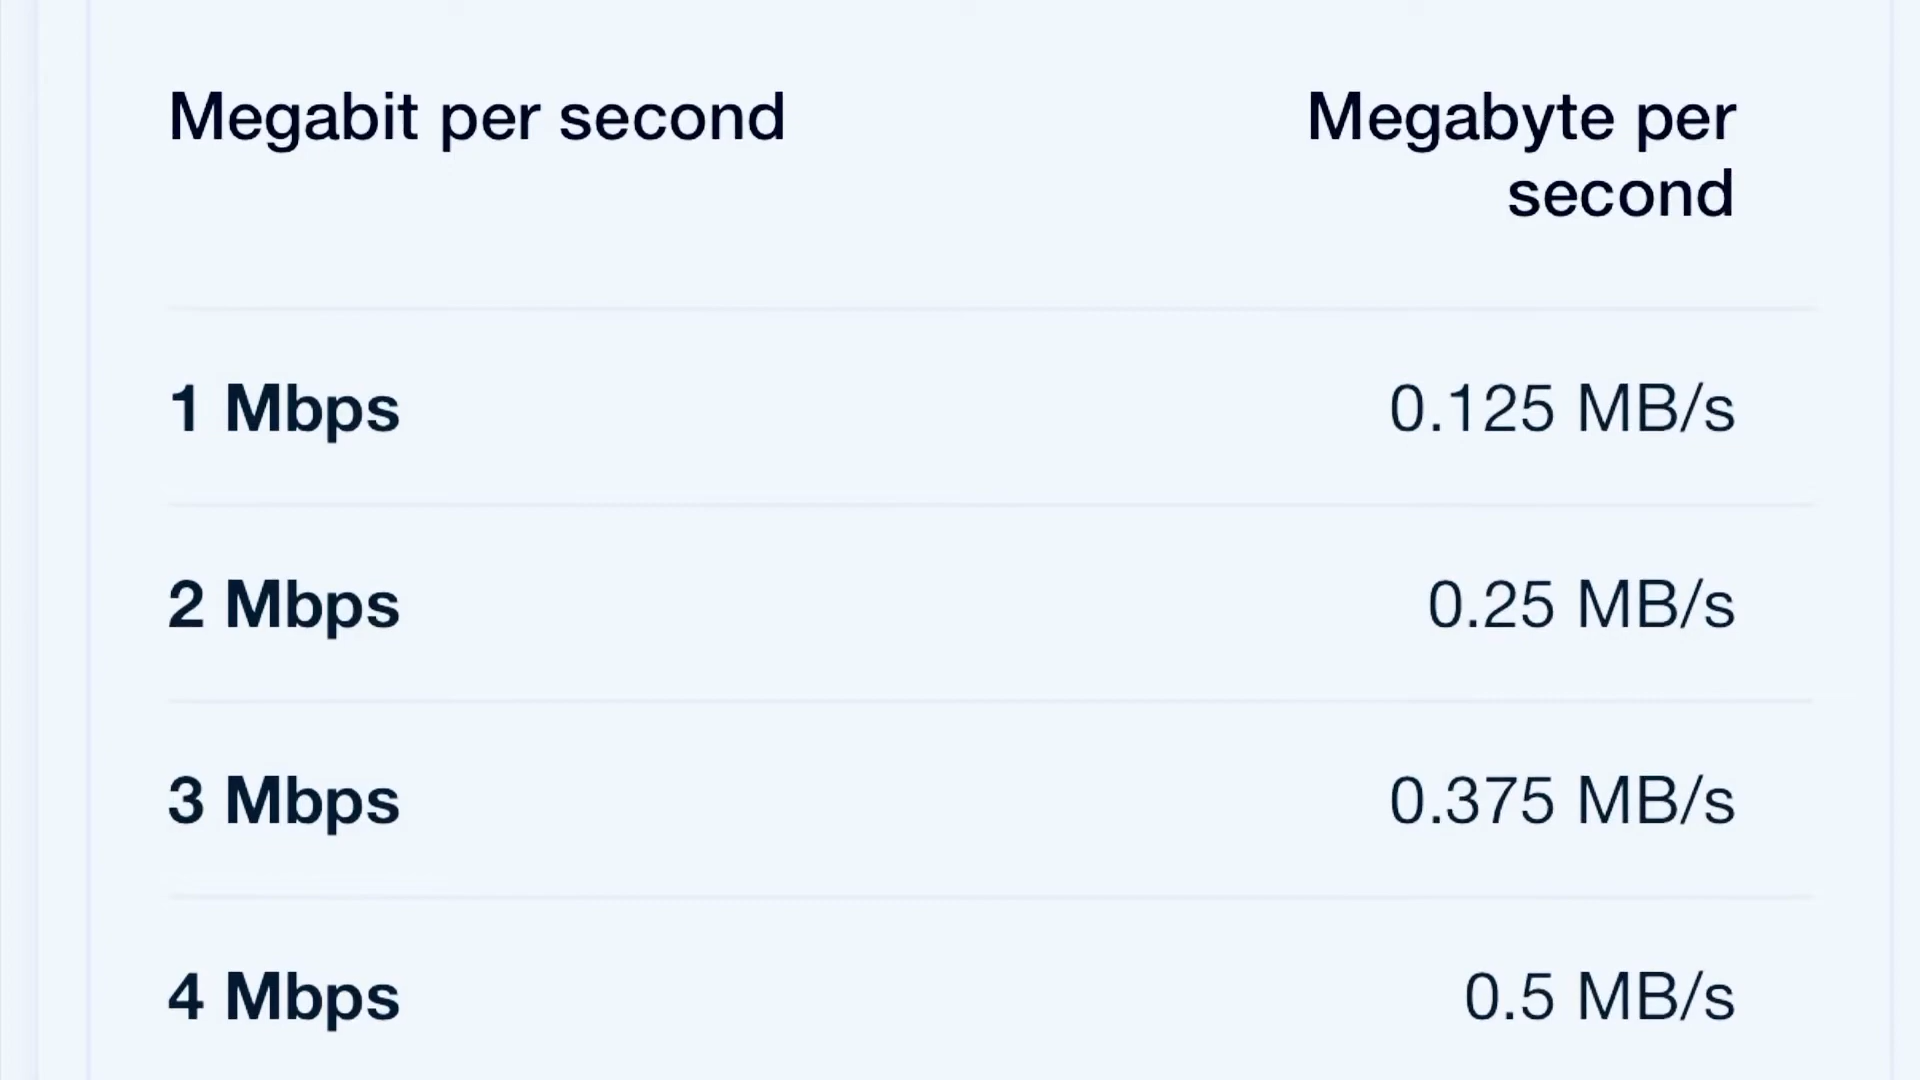 Megabit per second
Megabyte per
second
1 Mbps
0.125 MB/s
2 Mbps
0.25 MB/s
3 Mbps
0.375 MB/s
4 Mbps
0.5 MB/s